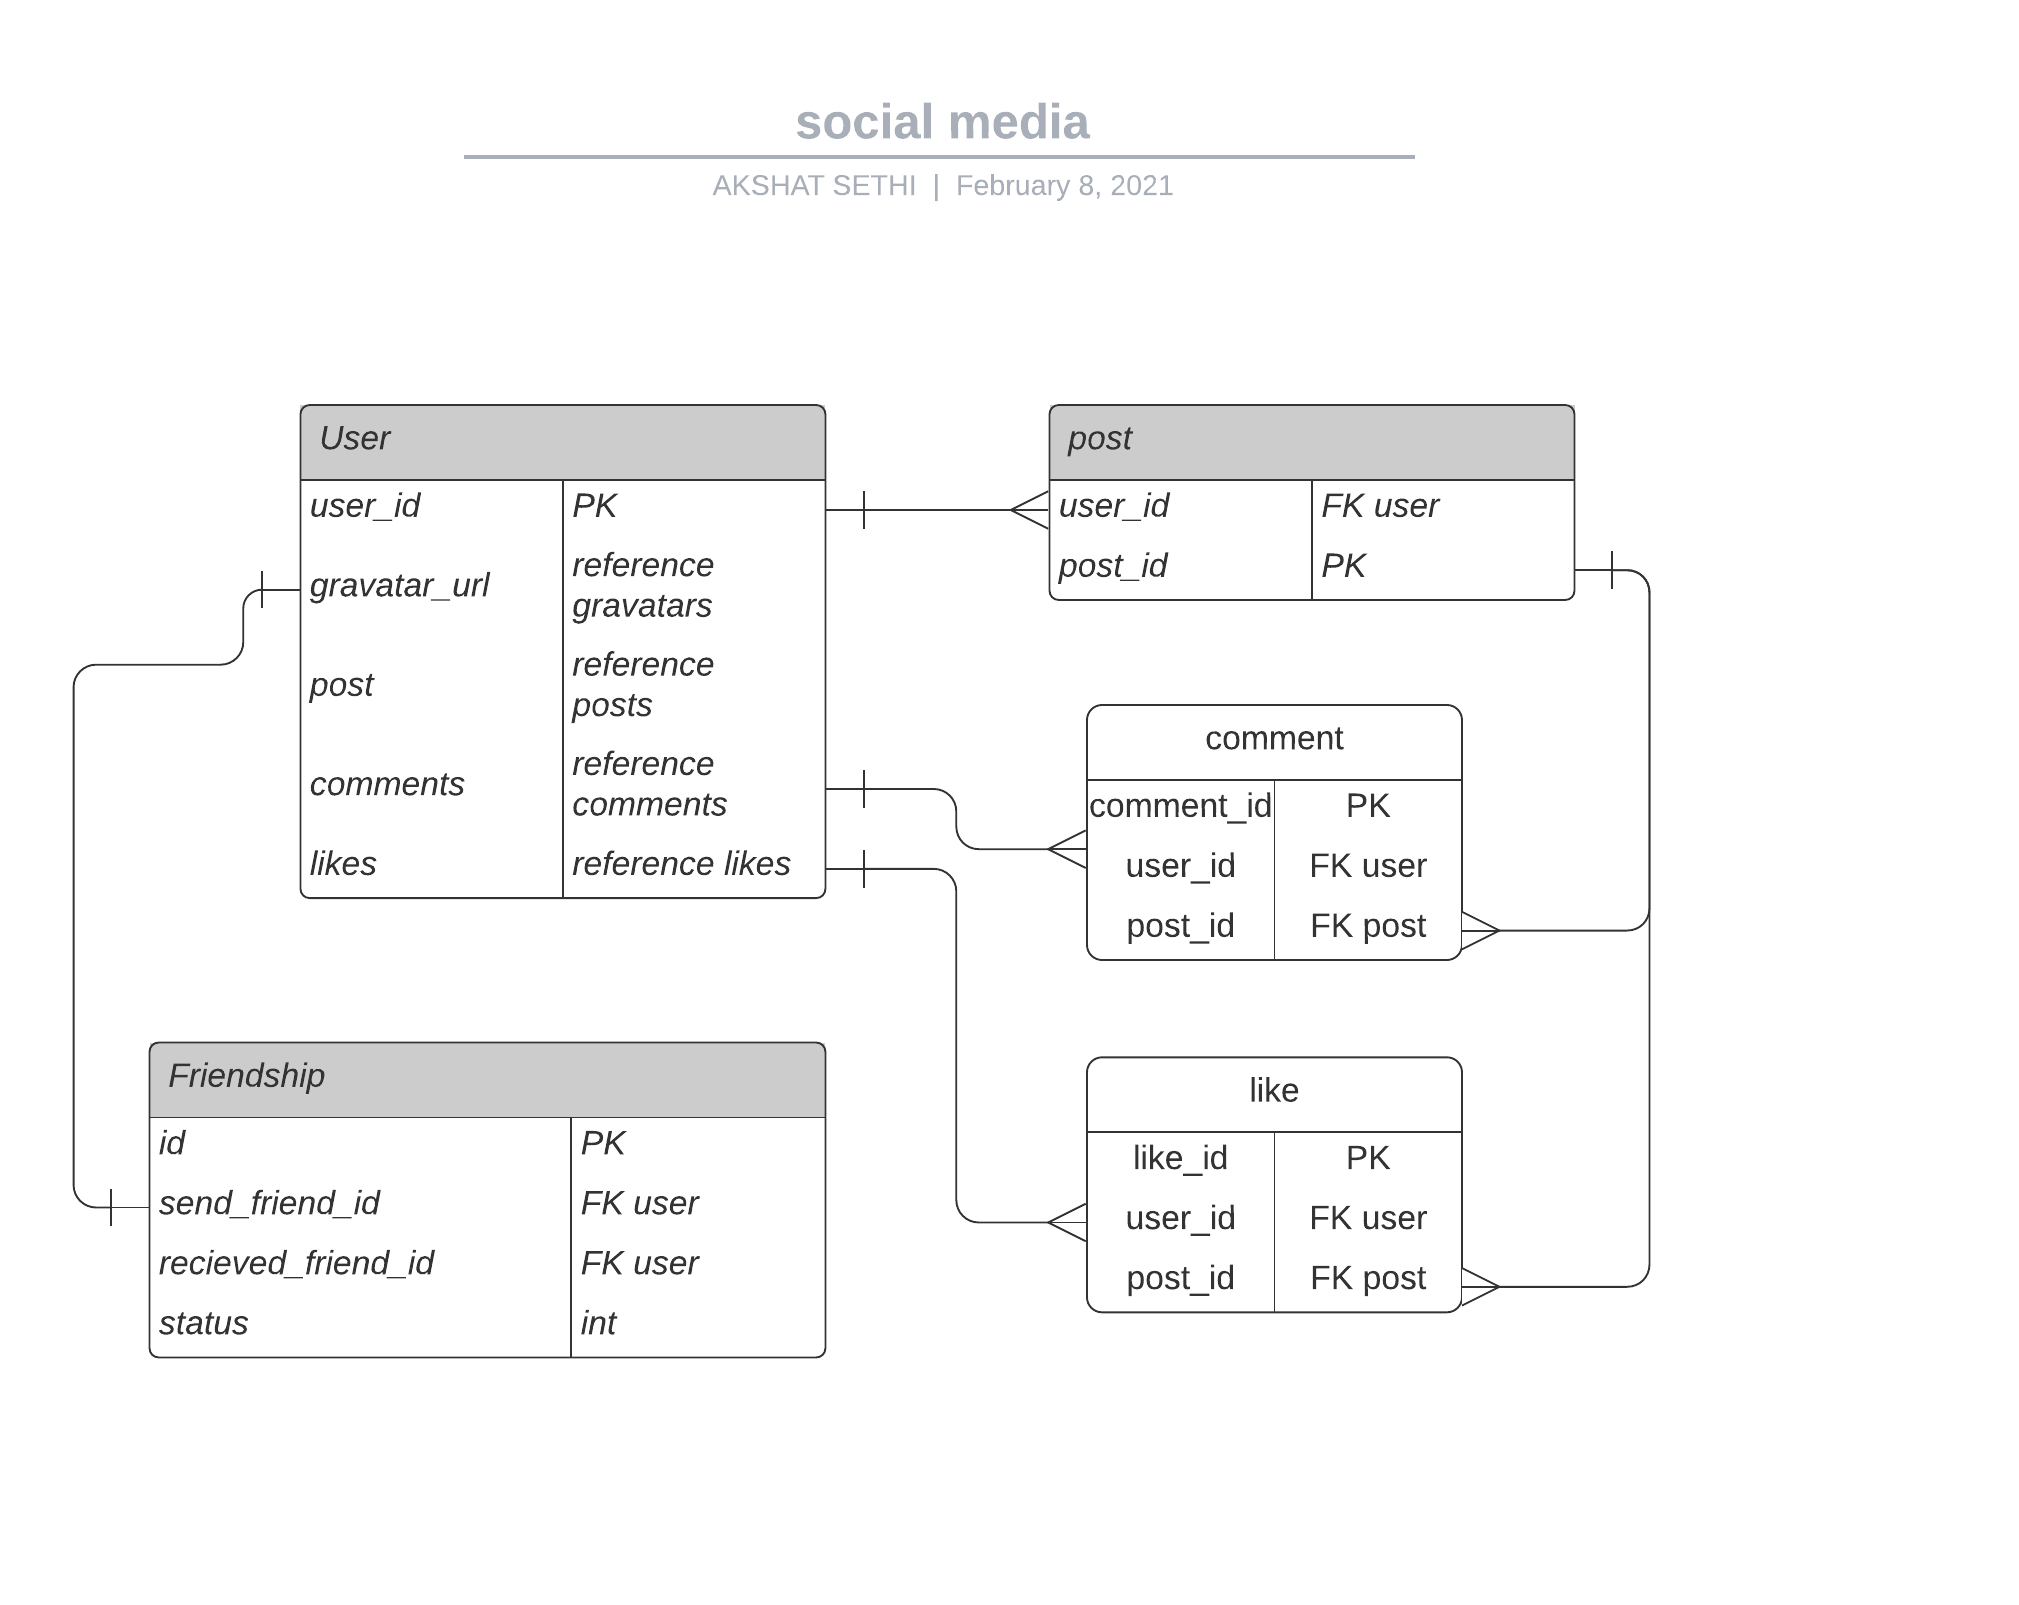 social media
AKSHAT SETHI | February 8, 2021
User
user_id PK
gravatar_url reference
gravatars
post reference
posts
comments reference
comments
likes reference likes
post
user_id FK user
post_id PK
comment
comment_id PK
user_id FK user
post_id FK post
Friendship
id PK
send_friend_id FK user
recieved_friend_id FK user
status int
like
like_id PK
user_id FK user
post_id FK post